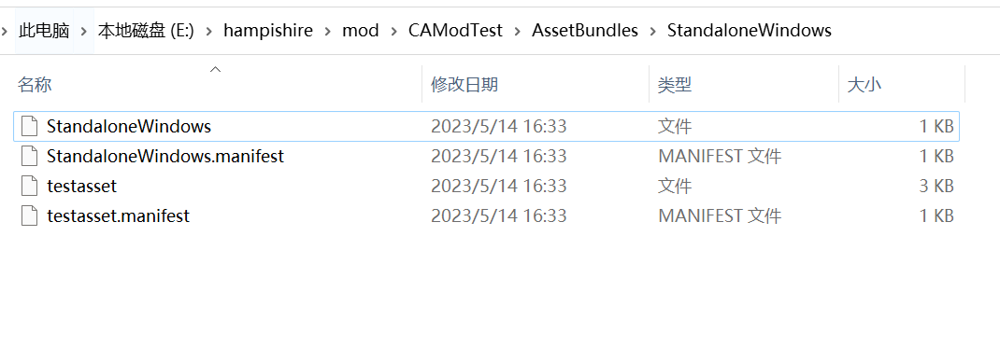 此电脑 > 本地磁盘 (E:) > hampishire > mod > CAModTest > AssetBundles > StandaloneWindows
名称 修改日期 类型 大小
StandaloneWindows 2023/5/14 16:33 文件 1 KB
StandaloneWindows.manifest 2023/5/14 16:33 MANIFEST 文件 1 KB
testasset 2023/5/14 16:33 文件 3 KB
testasset.manifest 2023/5/14 16:33 MANIFEST 文件 1 KB